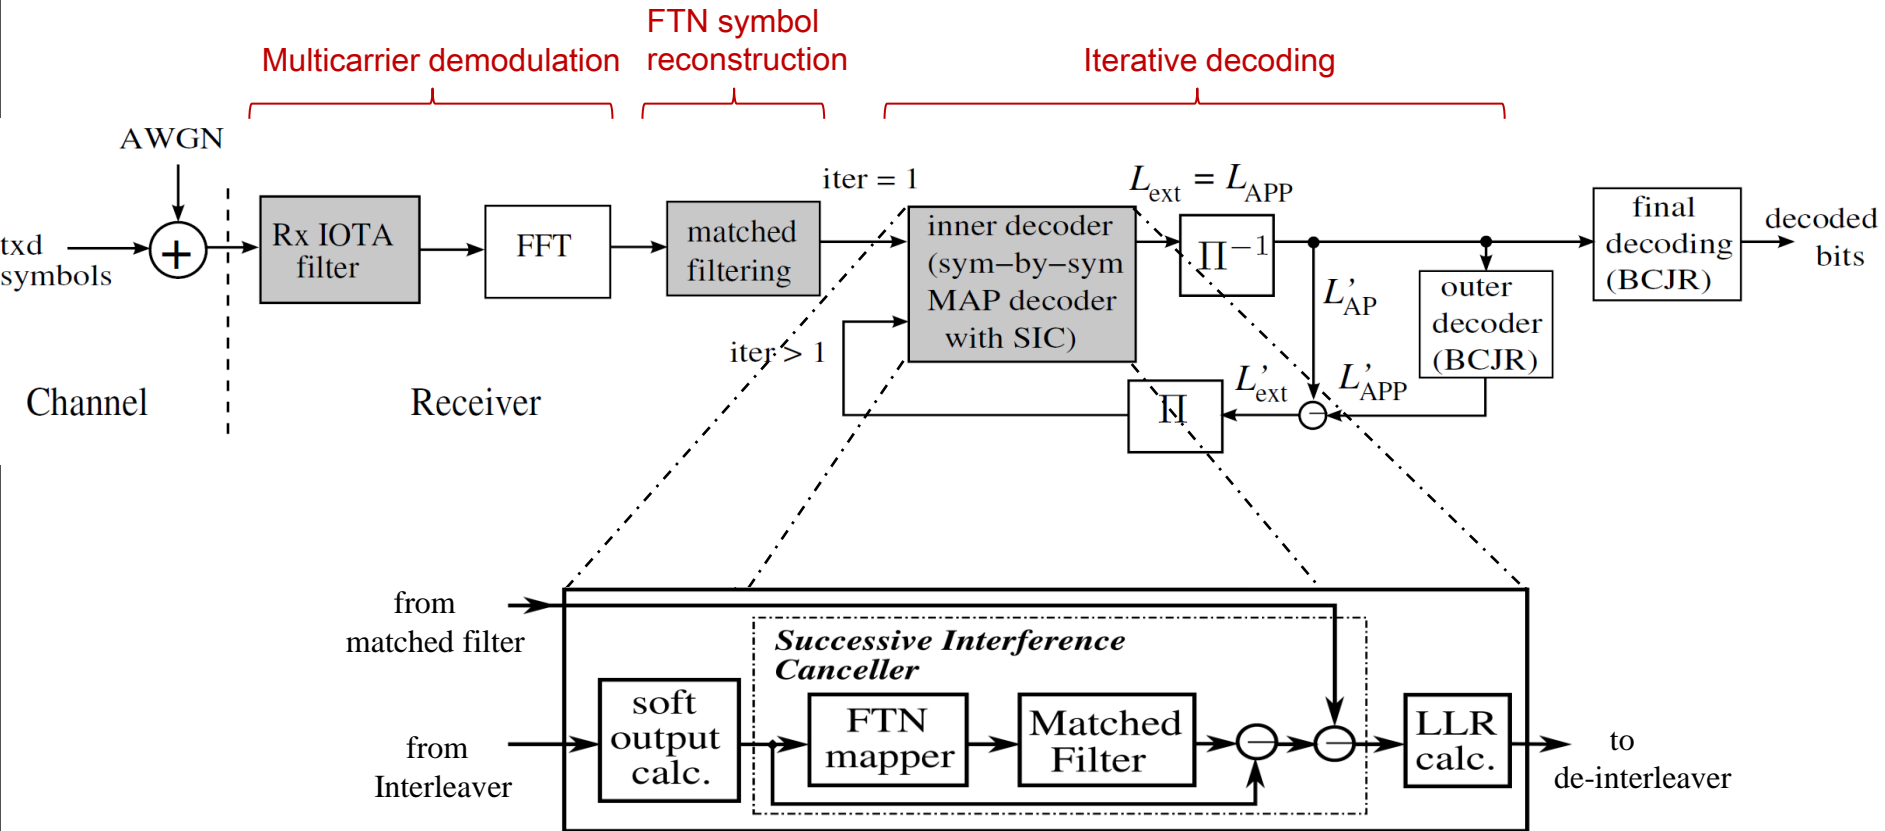 FTN symbol
reconstruction
Multicarrier demodulation
Iterative decoding
AWGN
txd
symbols
+
Rx IOTA
filter
FFT
matched
filtering
iter = 1
iter > 1
inner decoder
(sym−by−sym
MAP decoder
with SIC)
L_ext = L_APP
Π⁻¹
L'_AP
outer
decoder
(BCJR)
final
decoding
(BCJR)
decoded
bits
L'_ext
L'_APP
−
Π
Channel
Receiver
from
matched filter
Successive Interference
Canceller
soft
output
calc.
FTN
mapper
Matched
Filter
−
−
LLR
calc.
from
Interleaver
to
de-interleaver